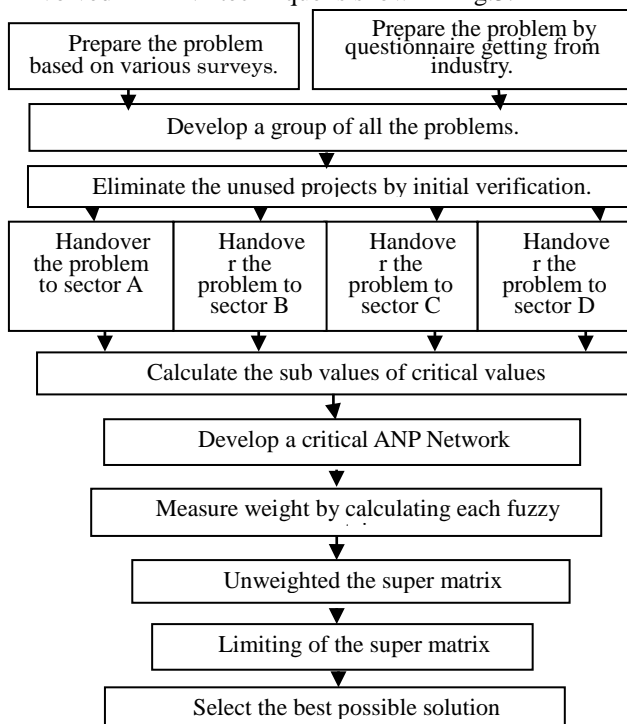 Prepare the problem
based on various surveys.
Prepare the problem by
questionnaire getting from
industry.
Develop a group of all the problems.
Eliminate the unused projects by initial verification.
Handover
the problem
to sector A
Handove
r the
problem to
sector B
Handove
r the
problem to
sector C
Handove
r the
problem to
sector D
Calculate the sub values of critical values
Develop a critical ANP Network
Measure weight by calculating each fuzzy
Unweighted the super matrix
Limiting of the super matrix
Select the best possible solution